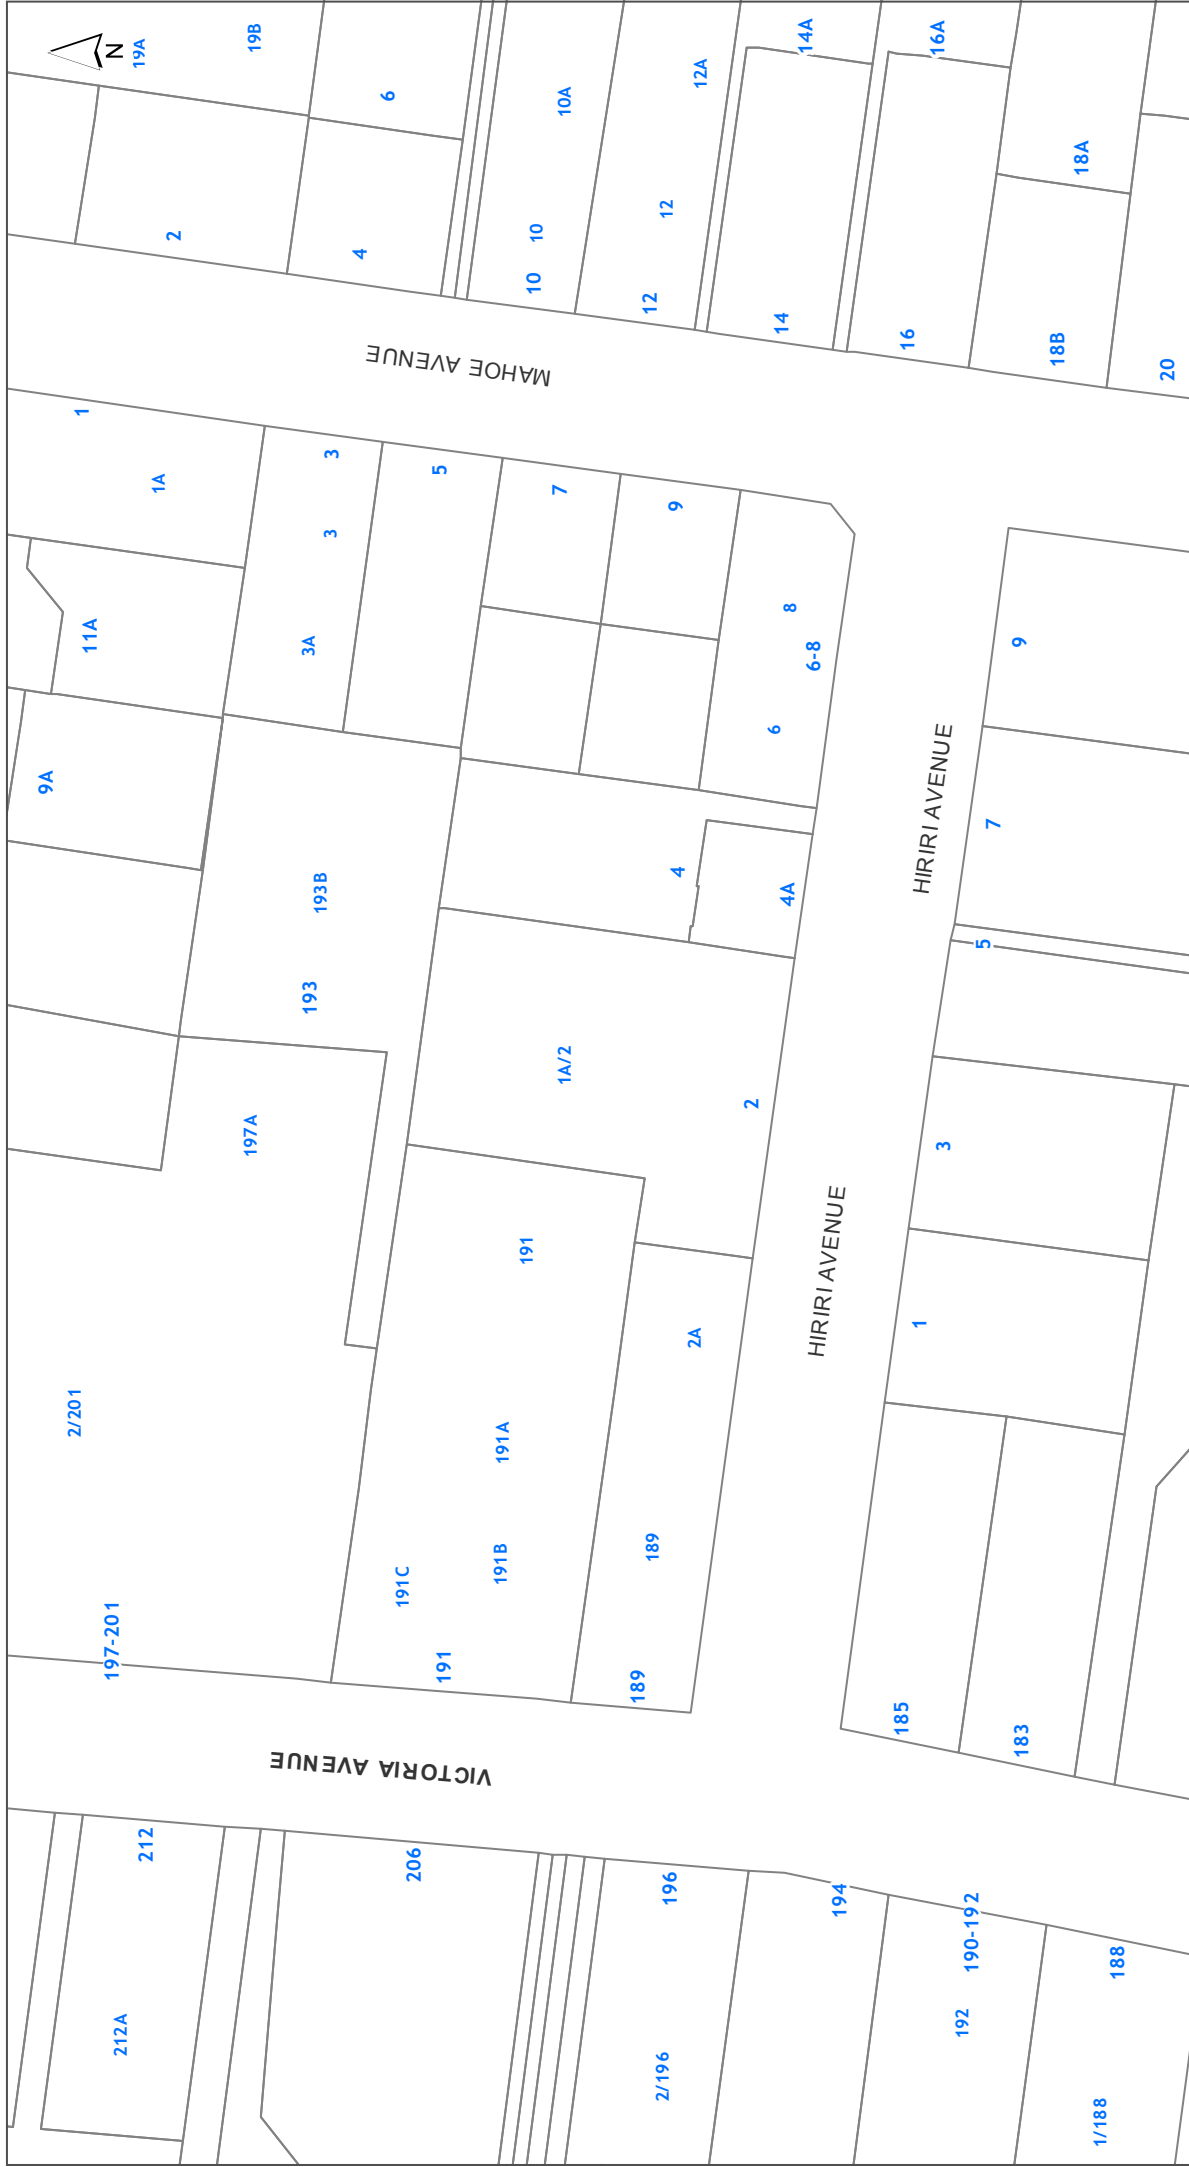 N
19A
19B
6
10A
12A
14A
16A
18A
2
4
10
10
12
12
14
16
18B
20
MAHOE AVENUE
1
1A
3
3
3A
5
7
9
11A
9A
8
6-8
6
9
HIRIRI AVENUE
7
5
193B
193
4
4A
1A/2
2
197A
3
HIRIRI AVENUE
1
2/201
191
191A
191B
191C
191
2A
189
189
197-201
185
183
VICTORIA AVENUE
212
206
196
194
190-192
188
212A
2/196
192
1/188